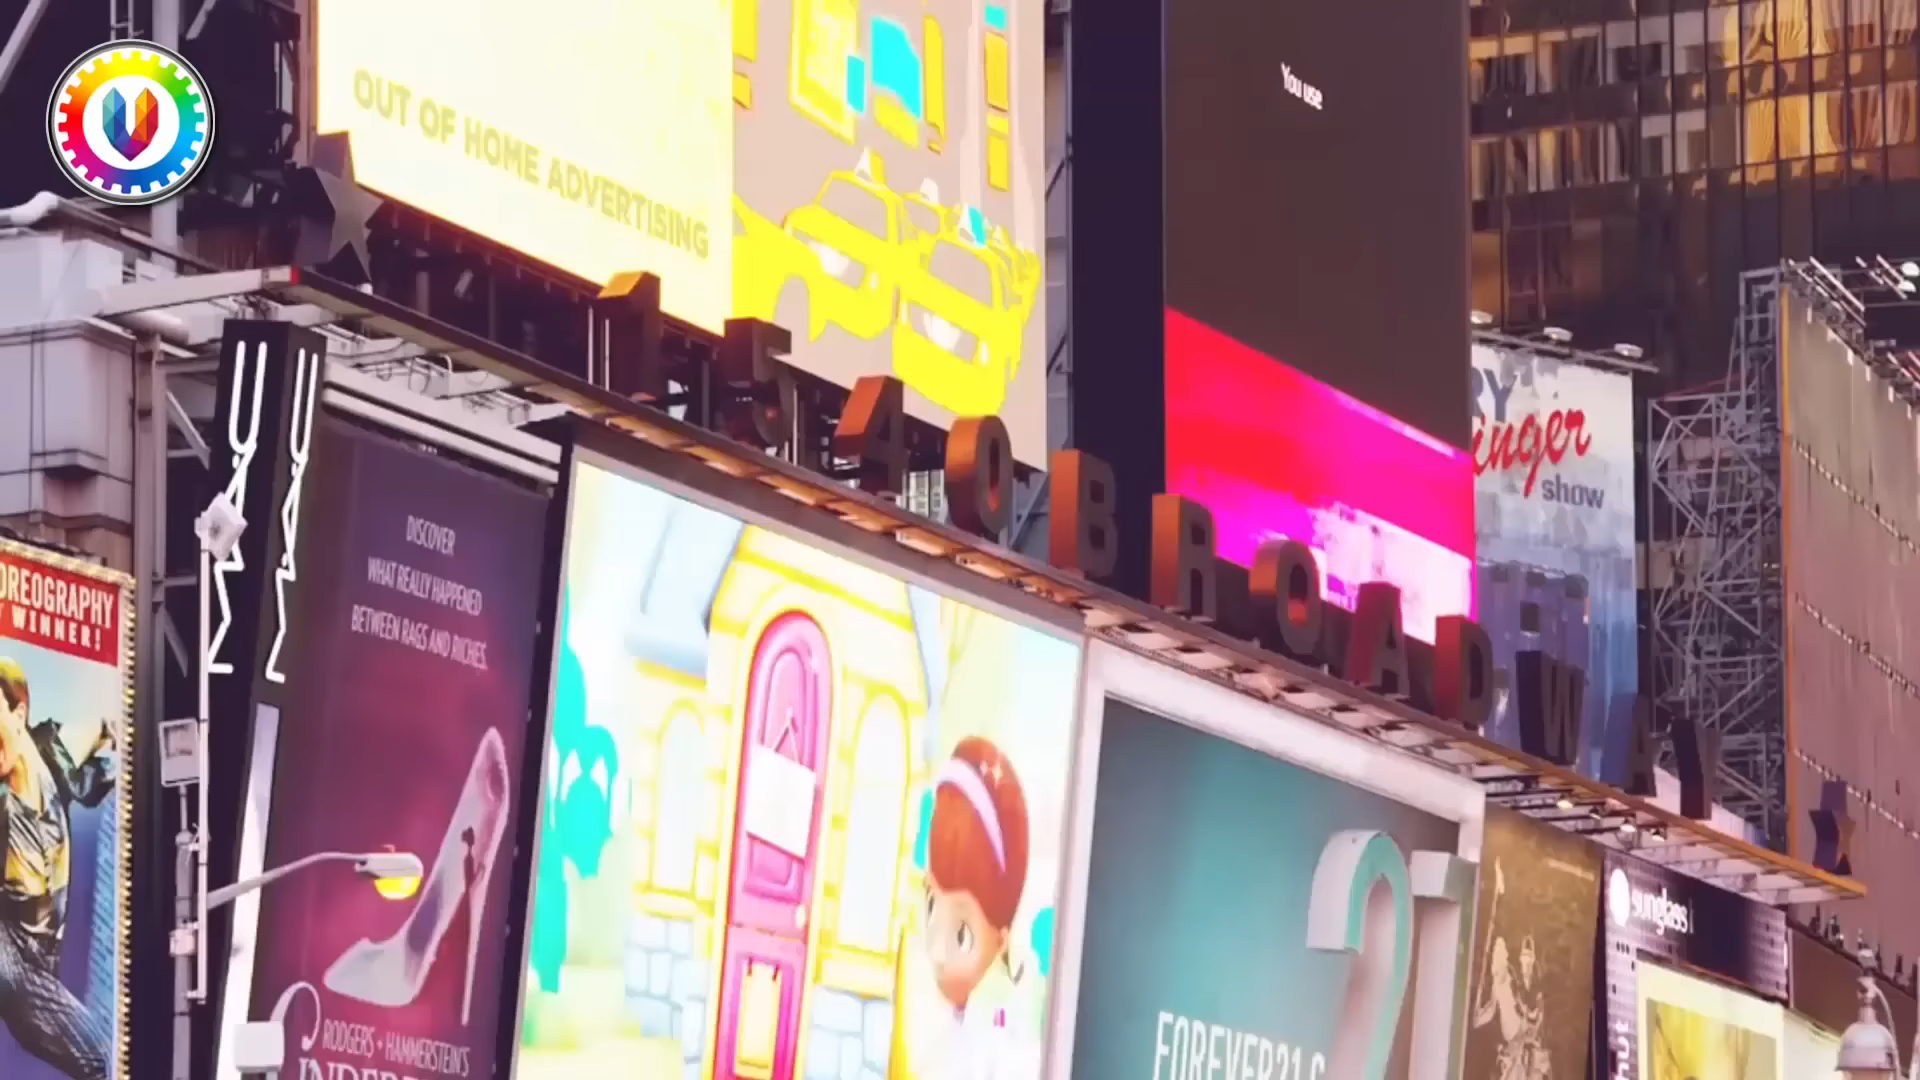 OUT OF HOME ADVERTISING
You use
1540 BROADWAY
inger
show
DISCOVER
WHAT REALLY HAPPENED
BETWEEN RAGS AND RICHES.
WINNER!
RODGERS + HAMMERSTEIN'S
FOREVER21.C
21
sunglass